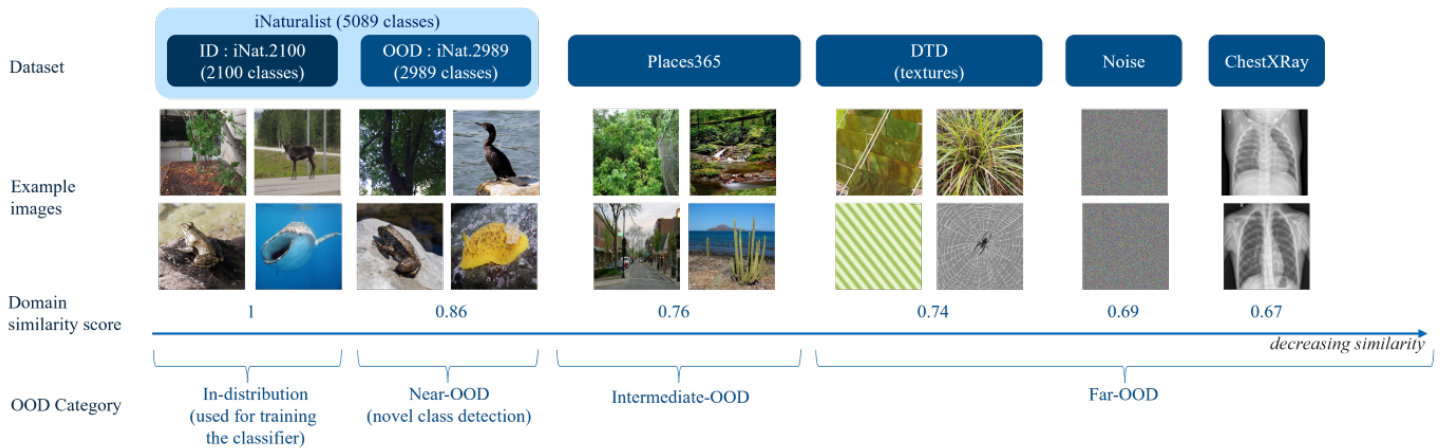 iNaturalist (5089 classes)
Dataset
ID : iNat.2100
(2100 classes)
OOD : iNat.2989
(2989 classes)
Places365
DTD
(textures)
Noise
ChestXRay
Example
images
Domain
similarity score
1
0.86
0.76
0.74
0.69
0.67
decreasing similarity
OOD Category
In-distribution
(used for training
the classifier)
Near-OOD
(novel class detection)
Intermediate-OOD
Far-OOD